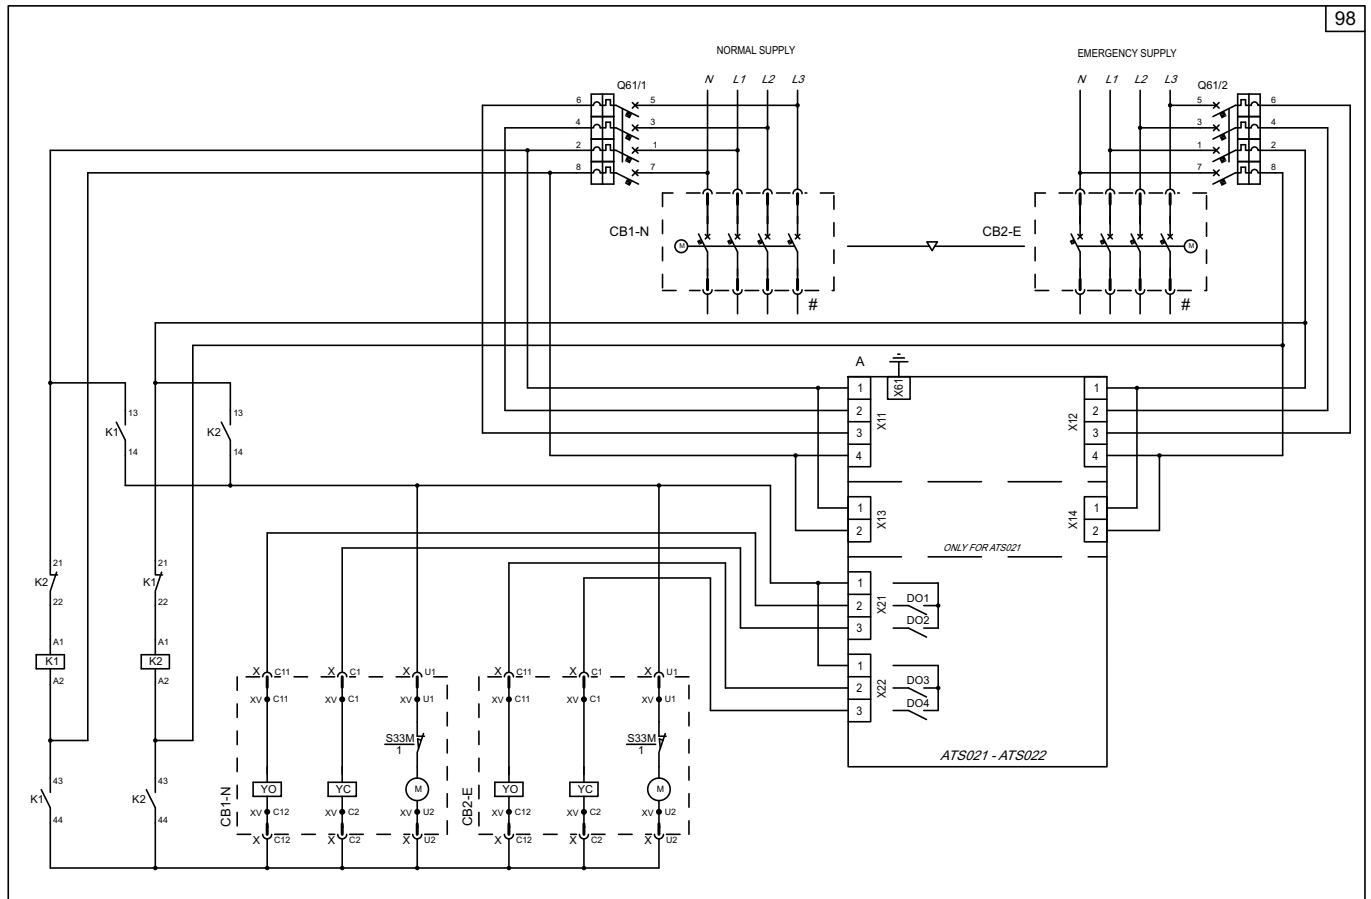 98
NORMAL SUPPLY
EMERGENCY SUPPLY
N L1 L2 L3
N L1 L2 L3
Q61/1
Q61/2
6 5
4 3
2 1
8 7
5 6
3 4
1 2
7 8
CB1-N
M
#
CB2-E
M
#
A
X61
1
2
3
4
X11
1
2
3
4
X12
13
K1
14
13
K2
14
1
2
X13
1
2
X14
ONLY FOR ATS021
21
K2
22
21
K1
22
1
2
3
X21
DO1
DO2
A1
K1
A2
A1
K2
A2
1
2
3
X22
DO3
DO4
X C11 X C1 X U1
XV C11 XV C1 XV U1
S33M
1
YO YC M
XV C12 XV C2 XV U2
X C12 X C2 X U2
CB1-N
X C11 X C1 X U1
XV C11 XV C1 XV U1
S33M
1
YO YC M
XV C12 XV C2 XV U2
X C12 X C2 X U2
CB2-E
ATS021 - ATS022
43
K1
44
43
K2
44